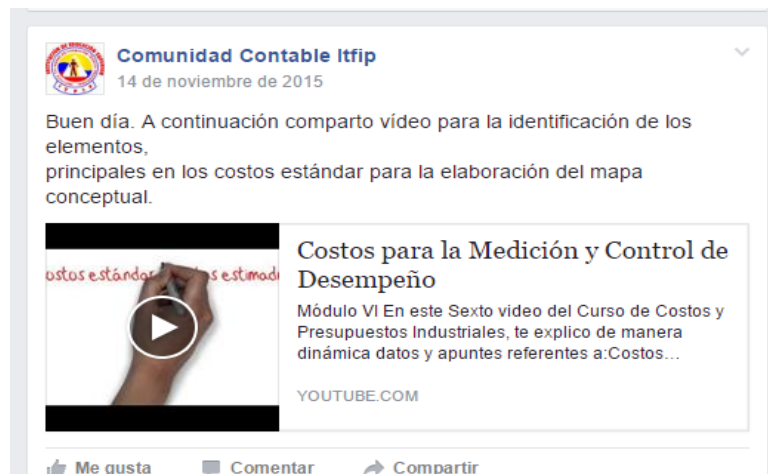 Comunidad Contable Itfip
14 de noviembre de 2015
Buen día. A continuación comparto vídeo para la identificación de los
elementos,
principales en los costos estándar para la elaboración del mapa
conceptual.
ostos estándar s estimad
Costos para la Medición y Control de
Desempeño
Módulo VI En este Sexto video del Curso de Costos y
Presupuestos Industriales, te explico de manera
dinámica datos y apuntes referentes a:Costos...
YOUTUBE.COM
Me gusta Comentar Compartir